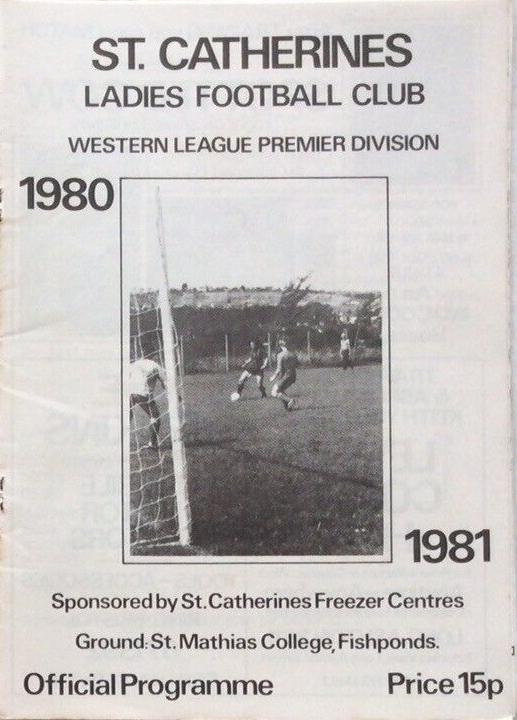 ST. CATHERINES
LADIES FOOTBALL CLUB
WESTERN LEAGUE PREMIER DIVISION
1980
1981
Sponsored by St. Catherines Freezer Centres
Ground: St. Mathias College, Fishponds.
Official Programme Price 15p